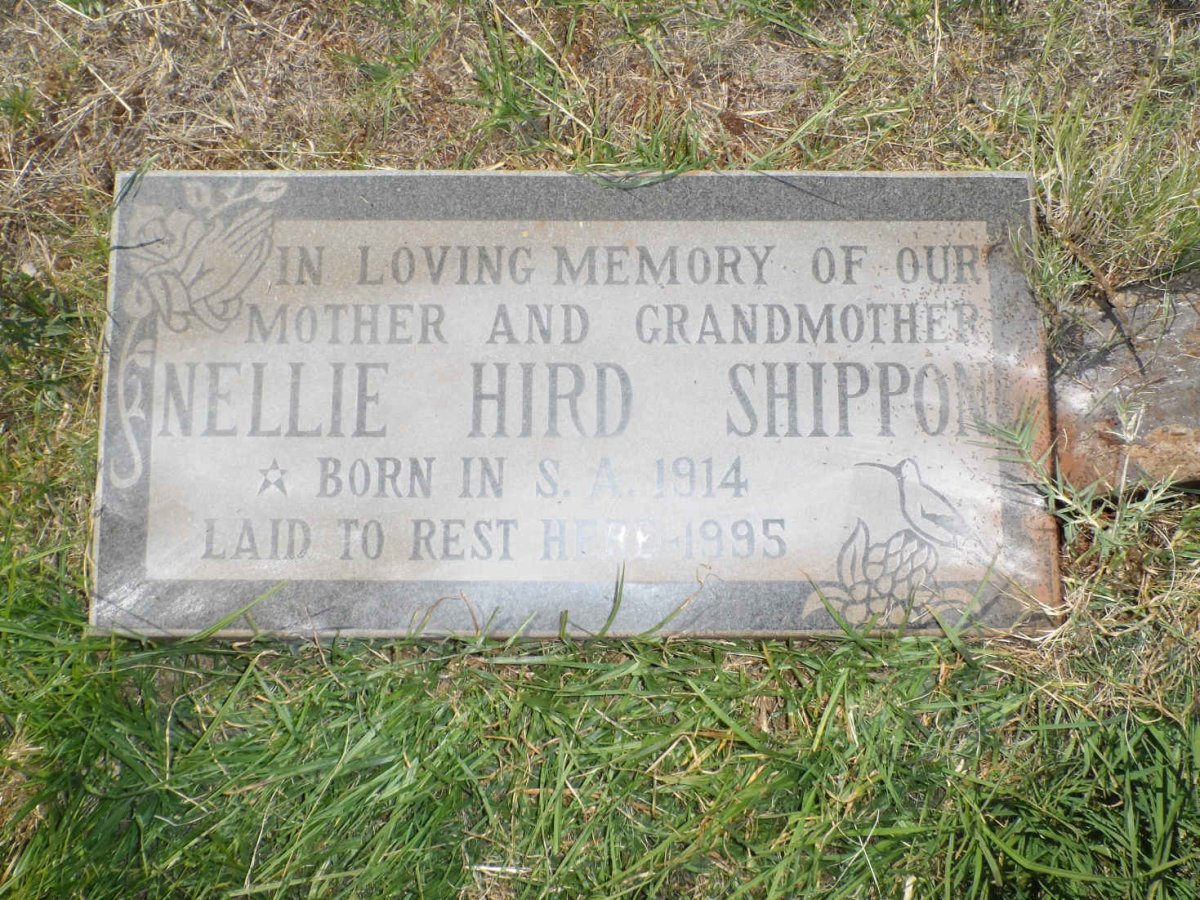 IN LOVING MEMORY OF OUR
MOTHER AND GRANDMOTHER
NELLIE HIRD SHIPPON
BORN IN S. A. 1914
LAID TO REST HERE-1995